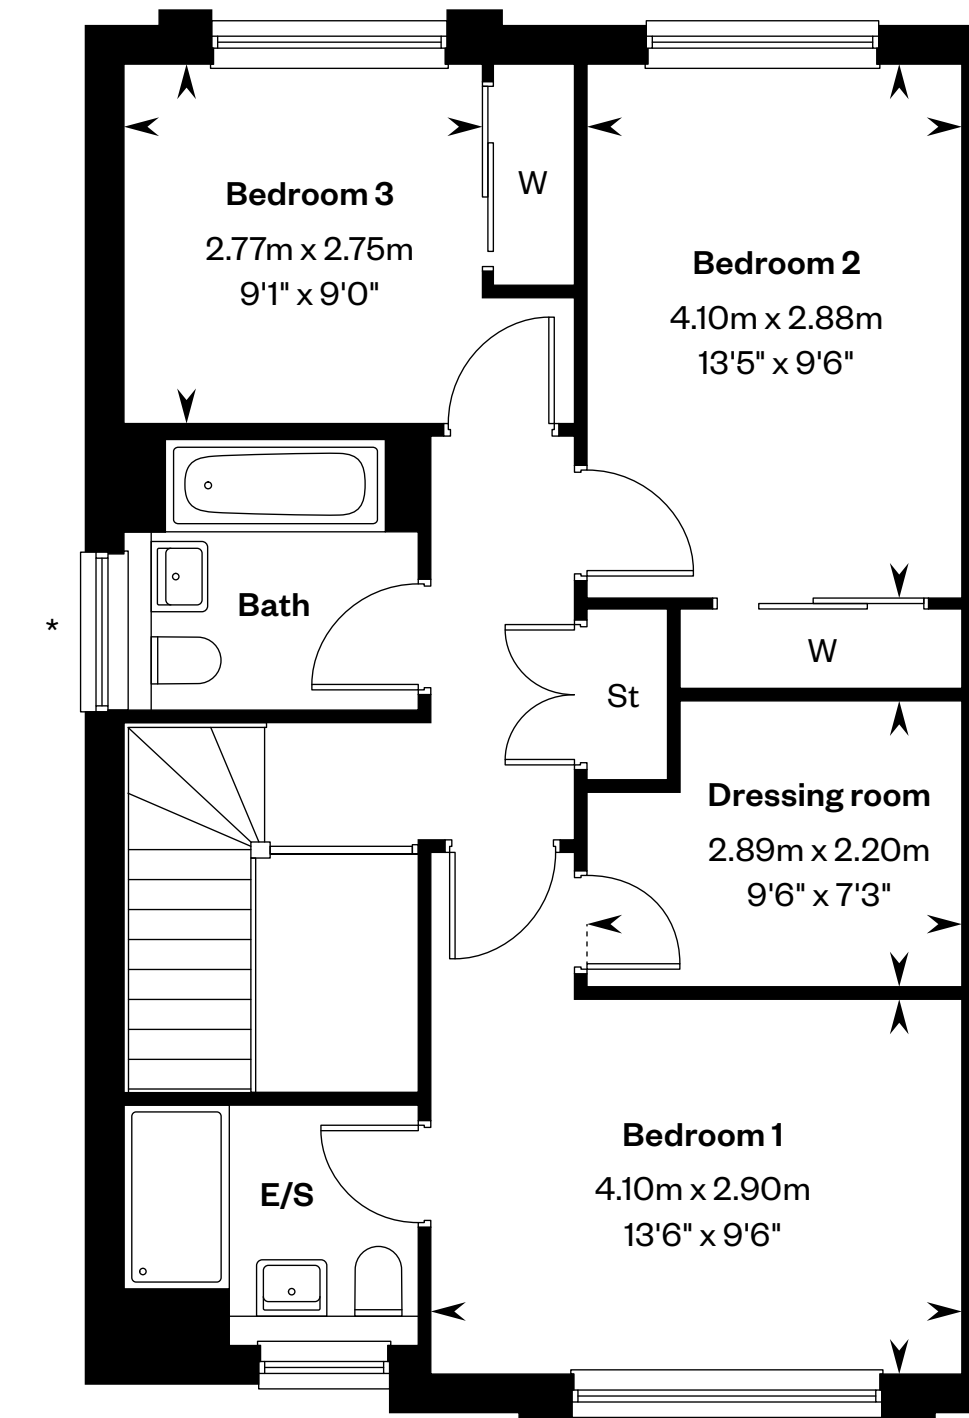 Bedroom 3
2.77m x 2.75m
9'1" x 9'0"
W
Bedroom 2
4.10m x 2.88m
13'5" x 9'6"
Bath
*
W
St
Dressing room
2.89m x 2.20m
9'6" x 7'3"
Bedroom 1
4.10m x 2.90m
13'6" x 9'6"
E/S